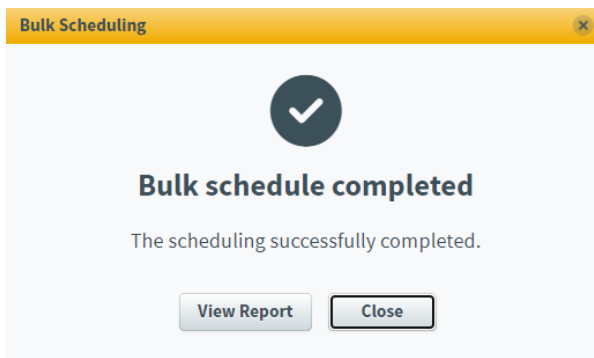 Bulk Scheduling
Bulk schedule completed
The scheduling successfully completed.
View Report
Close